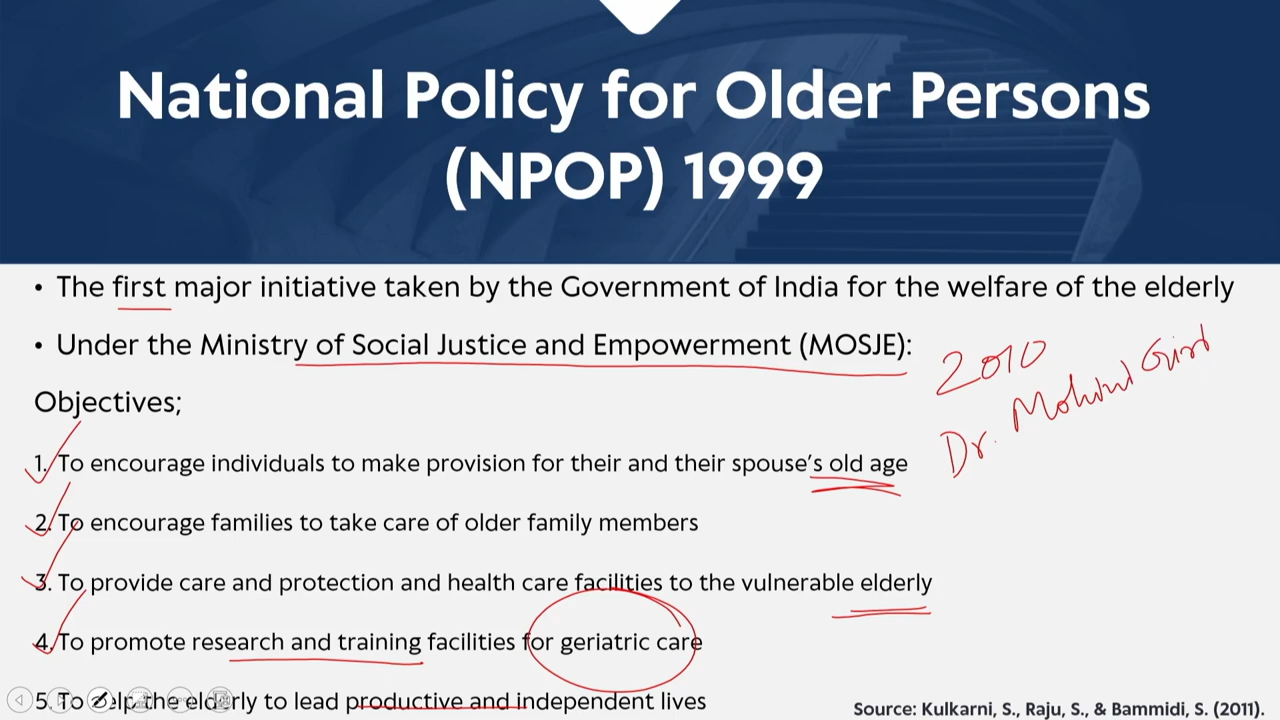 National Policy for Older Persons
(NPOP) 1999
• The first major initiative taken by the Government of India for the welfare of the elderly
• Under the Ministry of Social Justice and Empowerment (MOSJE):
2010
Dr. Mohini Giri
Objectives;
1. To encourage individuals to make provision for their and their spouse's old age
2. To encourage families to take care of older family members
3. To provide care and protection and health care facilities to the vulnerable elderly
4. To promote research and training facilities for geriatric care
5. To help the elderly to lead productive and independent lives
Source: Kulkarni, S., Raju, S., & Bammidi, S. (2011).